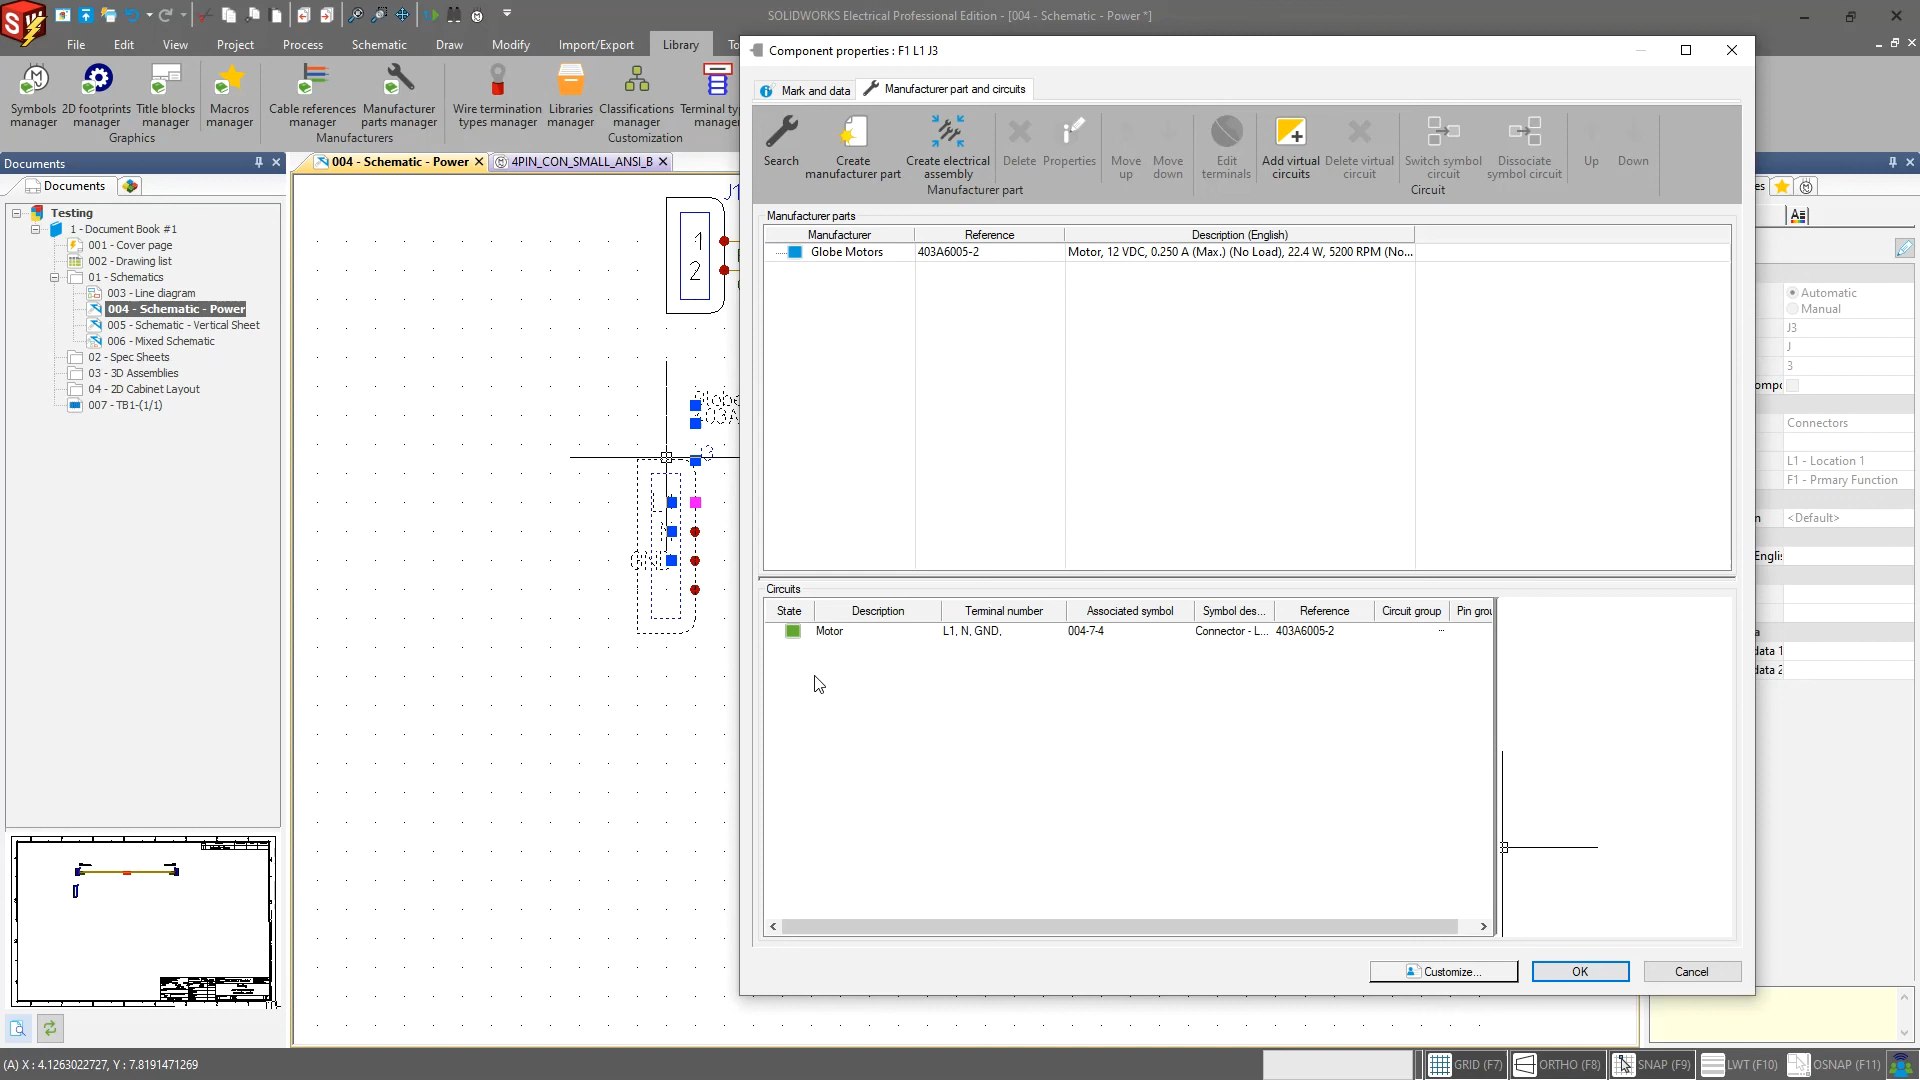 SOLIDWORKS Electrical Professional Edition - [004 - Schematic - Power *]
File Edit View Project Process Schematic Draw Modify Import/Export Library
Symbols manager
2D footprints manager
Title blocks manager
Macros manager
Cable references manager
Manufacturer parts manager
Wire termination types manager
Libraries manager
Classifications manager
Graphics
Manufacturers
Customization
Documents
004 - Schematic - Power
4PIN_CON_SMALL_ANSI_B
Documents
Testing
1 - Document Book #1
001 - Cover page
002 - Drawing list
01 - Schematics
003 - Line diagram
004 - Schematic - Power
005 - Schematic - Vertical Sheet
006 - Mixed Schematic
02 - Spec Sheets
03 - 3D Assemblies
04 - 2D Cabinet Layout
007 - TB1-(1/1)
1
2
Component properties : F1 L1 J3
Mark and data
Manufacturer part and circuits
Search
Create manufacturer part
Create electrical assembly
Delete
Properties
Move up
Move down
Edit terminals
Add virtual circuits
Delete virtual circuit
Switch symbol circuit
Dissociate symbol circuit
Up
Down
Manufacturer part
Circuit
Manufacturer parts
Manufacturer Reference Description (English)
Globe Motors 403A6005-2 Motor, 12 VDC, 0.250 A (Max.) (No Load), 22.4 W, 5200 RPM (No...
Circuits
State Description Terminal number Associated symbol Symbol des... Reference Circuit group Pin grou
Motor L1, N, GND, 004-7-4 Connector - L... 403A6005-2 ...
Customize...
OK
Cancel
Automatic
Manual
J3
J
3
Connectors
L1 - Location 1
F1 - Prmary Function
<Default>
data 1
data 2
(A) X : 4.1263022727, Y : 7.8191471269
GRID (F7)
ORTHO (F8)
SNAP (F9)
LWT (F10)
OSNAP (F11)